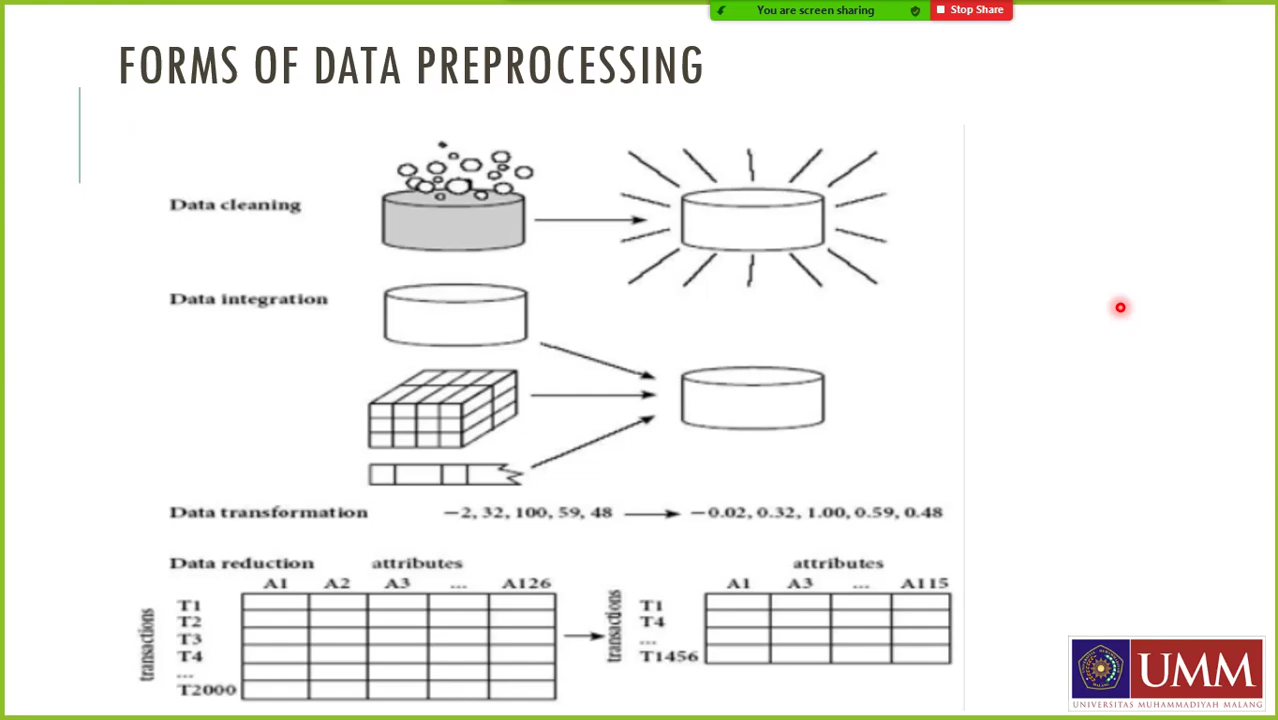 You are screen sharing
Stop Share
FORMS OF DATA PREPROCESSING
Data cleaning
Data integration
Data transformation −2, 32, 100, 59, 48 −0.02, 0.32, 1.00, 0.59, 0.48
Data reduction attributes attributes
A1 A2 A3 ... A126 A1 A3 ... A115
transactions
T1
T2
T3
T4
...
T2000
transactions
T1
T4
...
T1456
UMM
UNIVERSITAS MUHAMMADIYAH MALANG